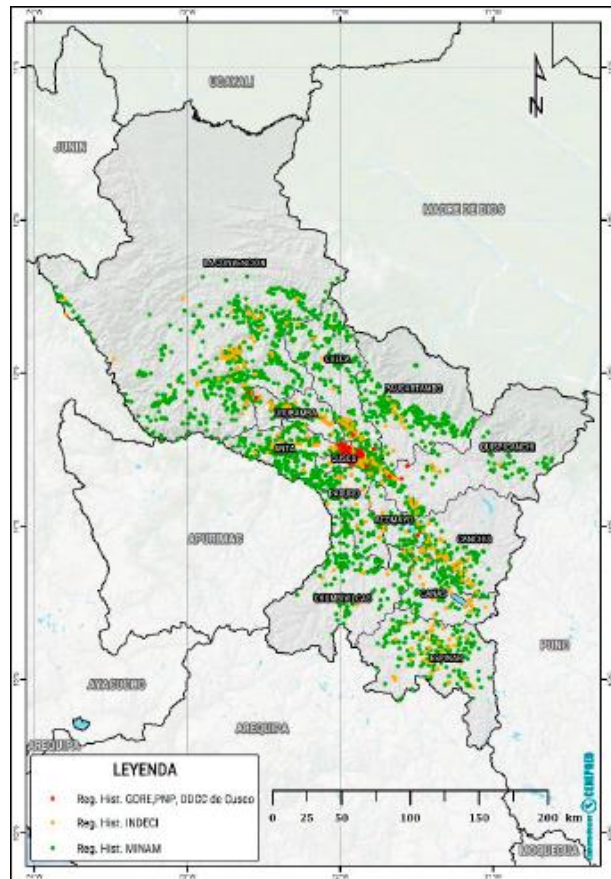 UCAYALI
N
JUNIN
MADRE DE DIOS
LA CONVENCION
CALCA
PAUCARTAMBO
URUBAMBA
QUISPICANCHI
ANTA
CUSCO
PARURO
ACOMAYO
APURIMAC
CANCHIS
CANAS
CHUMBIVILCAS
PUNO
ESPINAR
AYACUCHO
AREQUIPA
AREQUIPA
LEYENDA
Reg. Hist. GORE,PNP, DDCC de Cusco
Reg. Hist. INDECI
Reg. Hist. MINAM
0 25 50 100 150 200 km
CENEPRED
MOQUEGUA